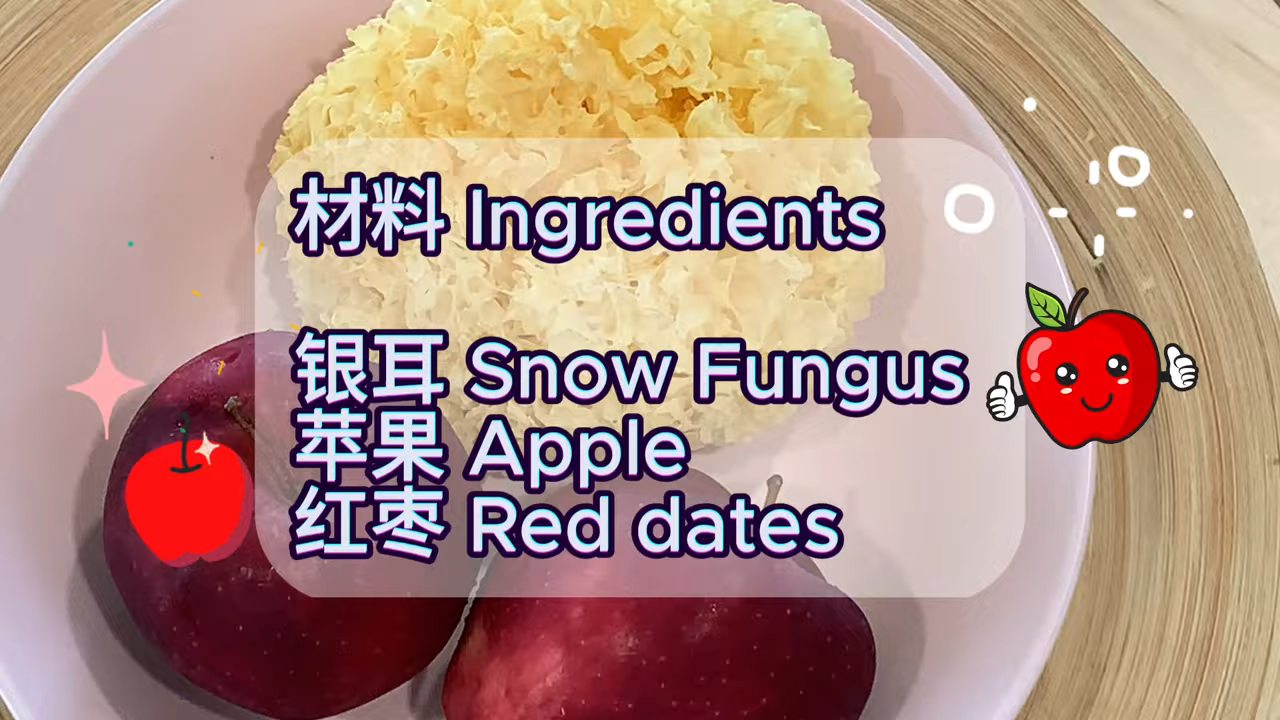 材料 Ingredients
银耳 Snow Fungus
苹果 Apple
红枣 Red dates